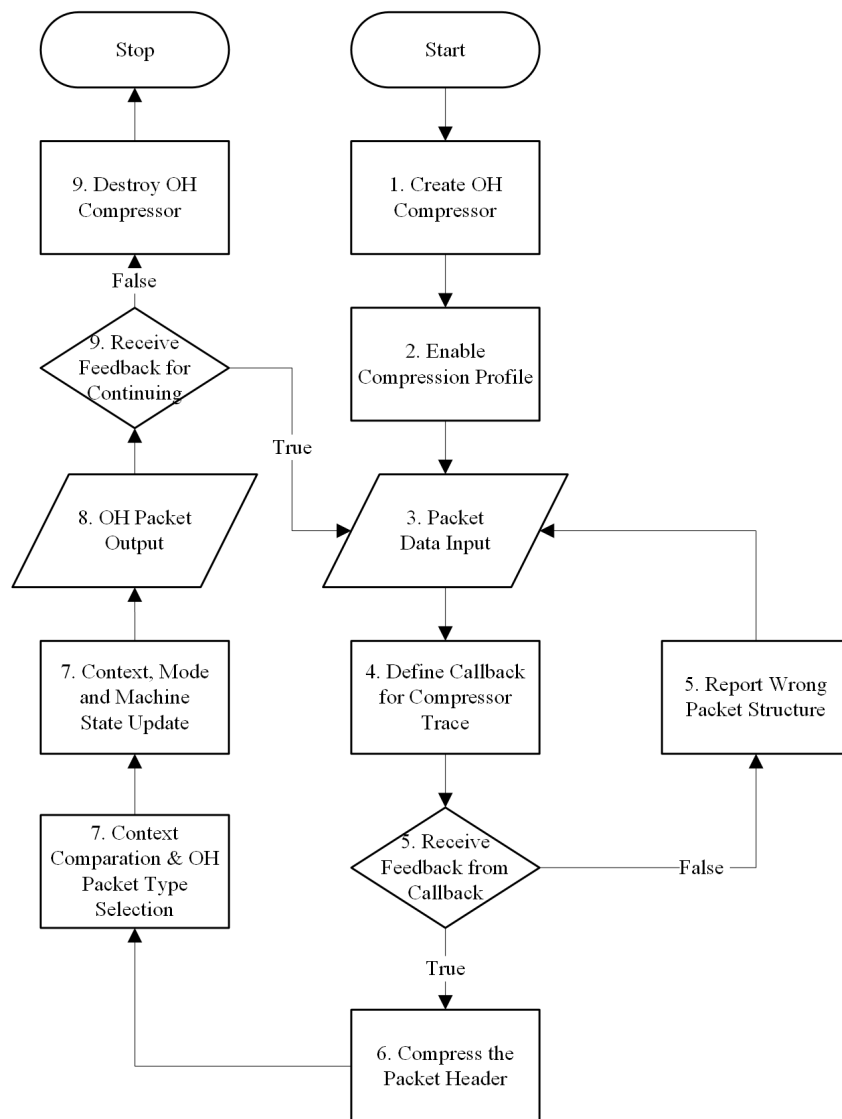 Stop
Start
9. Destroy OH
Compressor
1. Create OH
Compressor
False
9. Receive
Feedback for
Continuing
2. Enable
Compression Profile
True
8. OH Packet
Output
3. Packet
Data Input
7. Context, Mode
and Machine
State Update
4. Define Callback
for Compressor
Trace
5. Report Wrong
Packet Structure
7. Context
Comparation & OH
Packet Type
Selection
5. Receive
Feedback from
Callback
False
True
6. Compress the
Packet Header